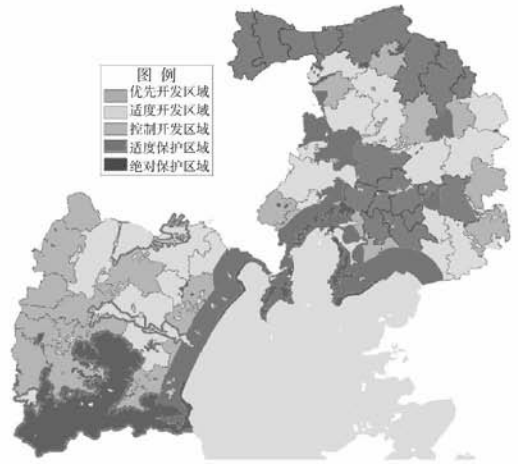 图 例
优先开发区域
适度开发区域
控制开发区域
适度保护区域
绝对保护区域